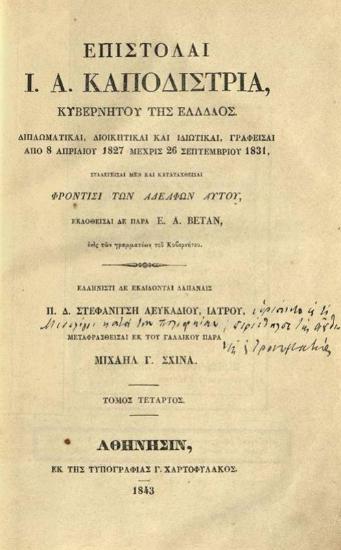 ΕΠΙΣΤΟΛΑΙ
Ι. Α. ΚΑΠΟΔΙΣΤΡΙΑ,
ΚΥΒΕΡΝΗΤΟΥ ΤΗΣ ΕΛΛΑΔΟΣ.
ΔΙΠΛΩΜΑΤΙΚΑΙ, ΔΙΟΙΚΗΤΙΚΑΙ ΚΑΙ ΙΔΙΩΤΙΚΑΙ, ΓΡΑΦΕΙΣΑΙ
ΑΠΟ 8 ΑΠΡΙΛΙΟΥ 1827 ΜΕΧΡΙΣ 26 ΣΕΠΤΕΜΒΡΙΟΥ 1831,
ΣΥΛΛΕΓΕΙΣΑΙ ΜΕΝ ΚΑΙ ΚΑΤΑΤΑΧΘΕΙΣΑΙ
ΦΡΟΝΤΙΣΙ ΤΩΝ ΑΔΕΛΦΩΝ ΑΥΤΟΥ,
ΕΚΔΟΘΕΙΣΑΙ ΔΕ ΠΑΡΑ Ε. Α. ΒΕΤΑΝ,
ἑνὸς τῶν γραμματέων τοῦ Κυβερνήτου.
ΕΛΛΗΝΙΣΤΙ ΔΕ ΕΚΔΙΔΟΝΤΑΙ ΔΑΠΑΝΑΙΣ
Π. Δ. ΣΤΕΦΑΝΙΤΣΗ ΛΕΥΚΑΔΙΟΥ, ΙΑΤΡΟΥ,
ΜΕΤΑΦΡΑΣΘΕΙΣΑΙ ΕΚ ΤΟΥ ΓΑΛΛΙΚΟΥ ΠΑΡΑ
ΜΙΧΑΗΛ Γ. ΣΧΙΝΑ.
ΤΟΜΟΣ ΤΕΤΑΡΤΟΣ.
ΑΘΗΝΗΣΙΝ,
ΕΚ ΤΗΣ ΤΥΠΟΓΡΑΦΙΑΣ Γ. ΧΑΡΤΟΦΥΛΑΚΟΣ.
1843